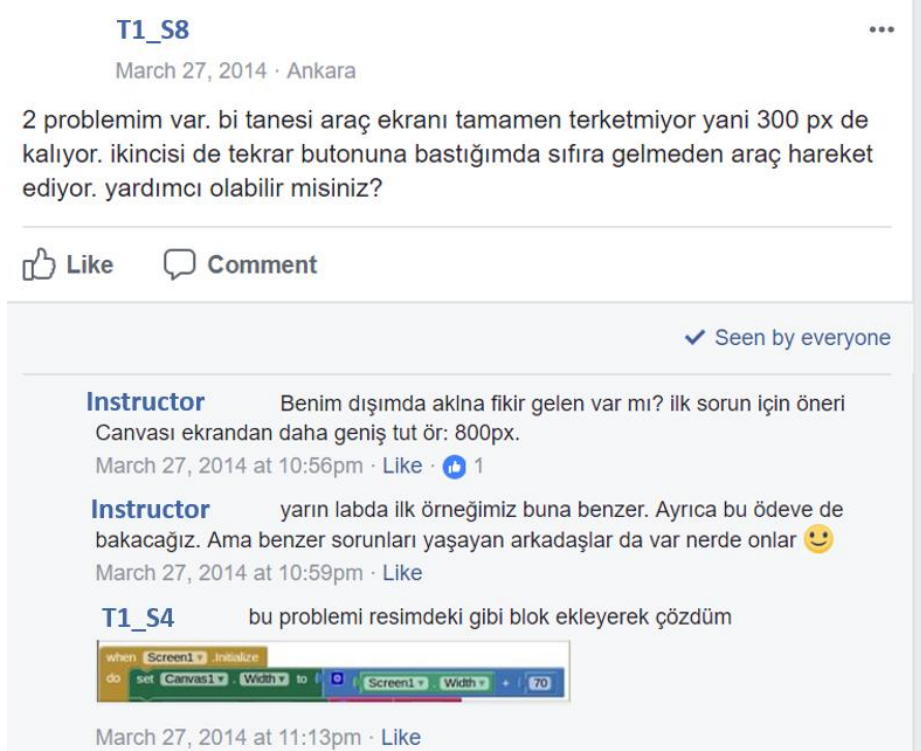 T1_S8
March 27, 2014 · Ankara
2 problemim var. bi tanesi araç ekranı tamamen terketmiyor yani 300 px de
kalıyor. ikincisi de tekrar butonuna bastığımda sıfıra gelmeden araç hareket
ediyor. yardımcı olabilir misiniz?
Like Comment
Seen by everyone
Instructor Benim dışımda aklna fikir gelen var mı? ilk sorun için öneri
Canvası ekrandan daha geniş tut ör: 800px.
March 27, 2014 at 10:56pm · Like · 1
Instructor yarın labda ilk örneğimiz buna benzer. Ayrıca bu ödeve de
bakacağız. Ama benzer sorunları yaşayan arkadaşlar da var nerde onlar 🙂
March 27, 2014 at 10:59pm · Like
T1_S4 bu problemi resimdeki gibi blok ekleyerek çözdüm
when Screen1 .Initialize
do set Canvas1 . Width to Screen1 . Width + 70
March 27, 2014 at 11:13pm · Like